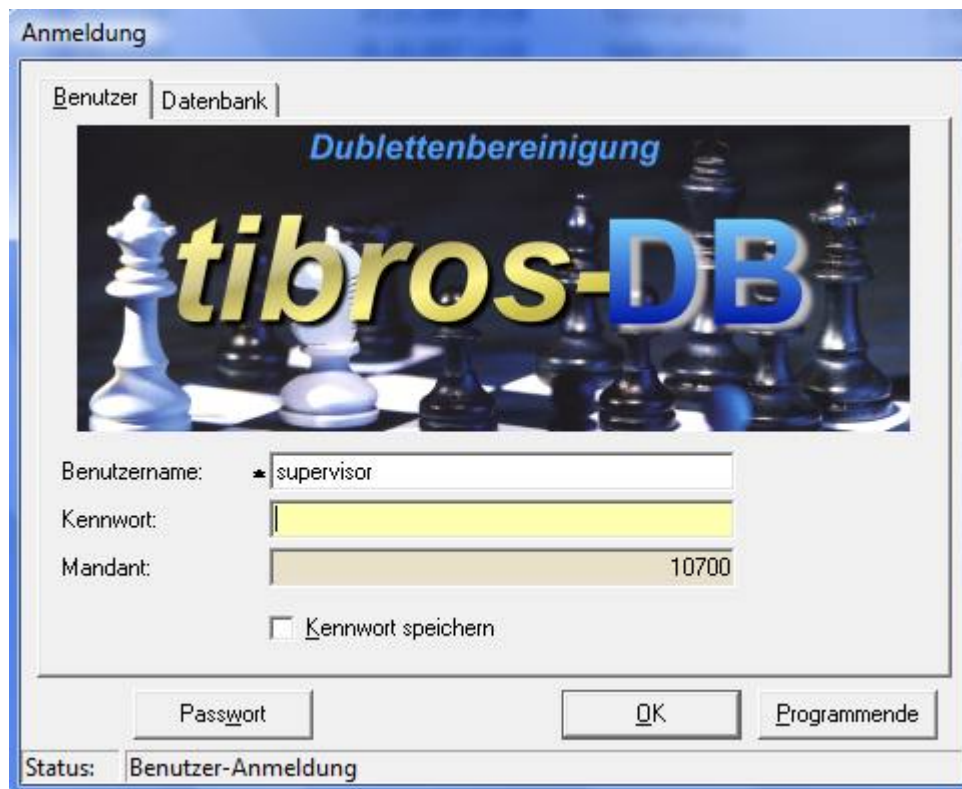 Anmeldung
Benutzer Datenbank
Dublettenbereinigung
tibros-DB
Benutzername: supervisor
Kennwort:
Mandant: 10700
Kennwort speichern
Passwort OK Programmende
Status: Benutzer-Anmeldung